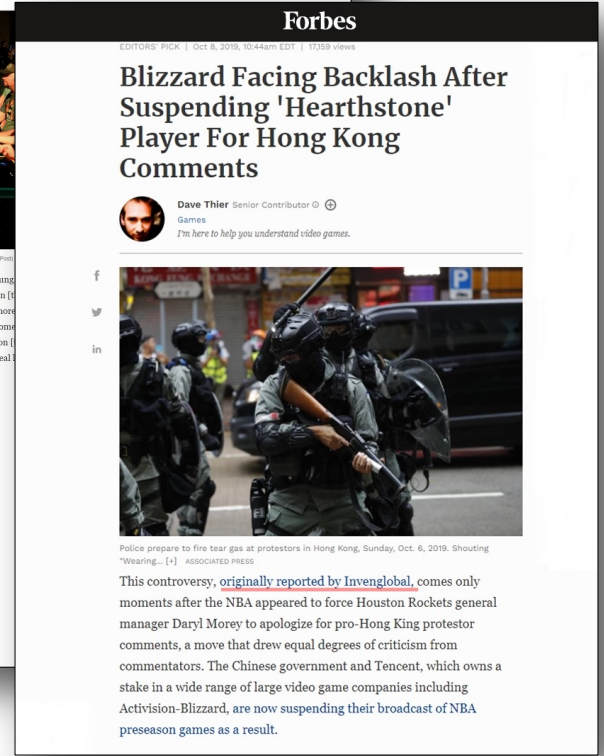 Forbes
EDITORS' PICK | Oct 8, 2019, 10:44am EDT | 17,159 views
Blizzard Facing Backlash After
Suspending 'Hearthstone'
Player For Hong Kong
Comments
Dave Thier Senior Contributor
Games
I'm here to help you understand video games.
KONG FUNG CHANGE
P
Police prepare to fire tear gas at protestors in Hong Kong, Sunday, Oct. 6, 2019. Shouting
"Wearing... [+] ASSOCIATED PRESS
This controversy, originally reported by Invenglobal, comes only
moments after the NBA appeared to force Houston Rockets general
manager Daryl Morey to apologize for pro-Hong King protestor
comments, a move that drew equal degrees of criticism from
commentators. The Chinese government and Tencent, which owns a
stake in a wide range of large video game companies including
Activision-Blizzard, are now suspending their broadcast of NBA
preseason games as a result.